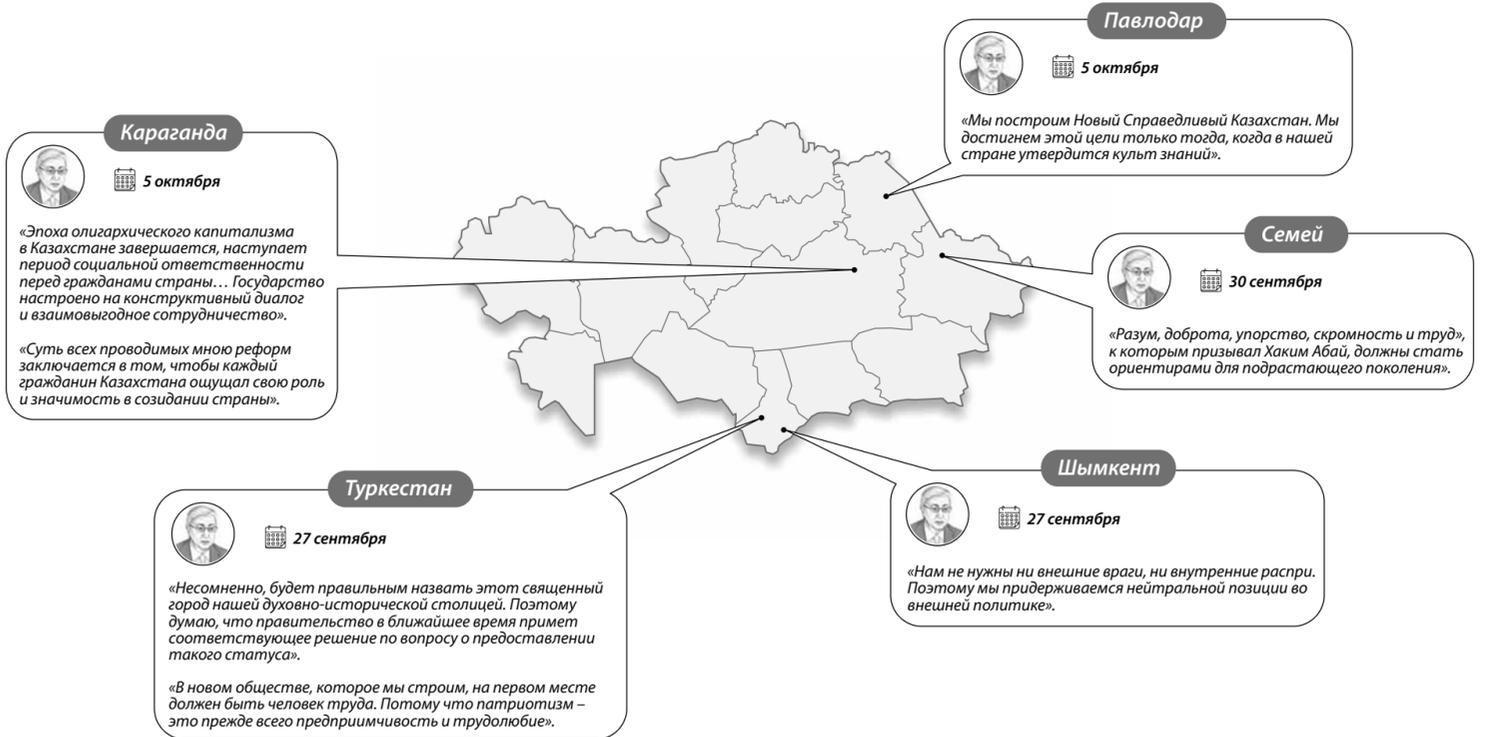 Павлодар
5 октября
«Мы построим Новый Справедливый Казахстан. Мы
достигнем этой цели только тогда, когда в нашей
стране утвердится культ знаний».
Караганда
5 октября
«Эпоха олигархического капитализма
в Казахстане завершается, наступает
период социальной ответственности
перед гражданами страны… Государство
настроено на конструктивный диалог
и взаимовыгодное сотрудничество».
«Суть всех проводимых мною реформ
заключается в том, чтобы каждый
гражданин Казахстана ощущал свою роль
и значимость в созидании страны».
Семей
30 сентября
«Разум, доброта, упорство, скромность и труд»,
к которым призывал Хаким Абай, должны стать
ориентирами для подрастающего поколения».
Туркестан
27 сентября
«Несомненно, будет правильным назвать этот священный
город нашей духовно-исторической столицей. Поэтому
думаю, что правительство в ближайшее время примет
соответствующее решение по вопросу о предоставлении
такого статуса».
«В новом обществе, которое мы строим, на первом месте
должен быть человек труда. Потому что патриотизм –
это прежде всего предприимчивость и трудолюбие».
Шымкент
27 сентября
«Нам не нужны ни внешние враги, ни внутренние распри.
Поэтому мы придерживаемся нейтральной позиции во
внешней политике».